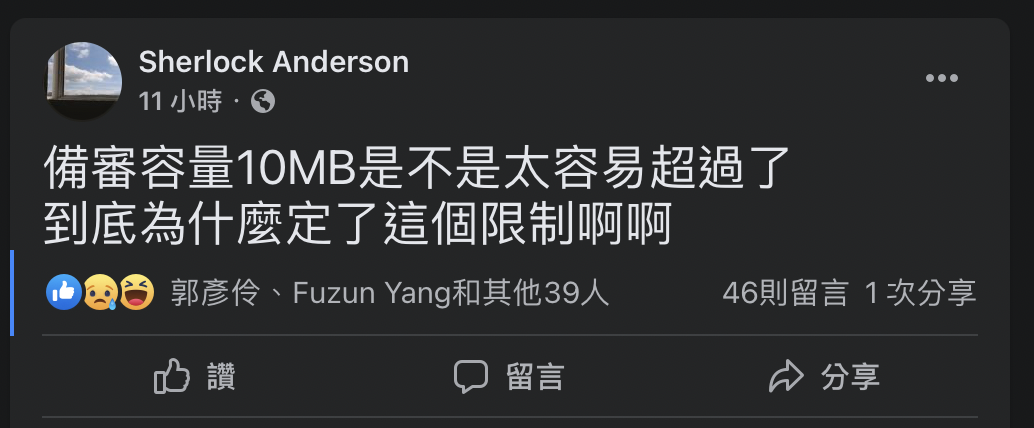 Sherlock Anderson
11 小時 ·
備審容量10MB是不是太容易超過了
到底為什麼定了這個限制啊啊
郭彥伶、Fuzun Yang和其他39人 46則留言 1 次分享
讚 留言 分享